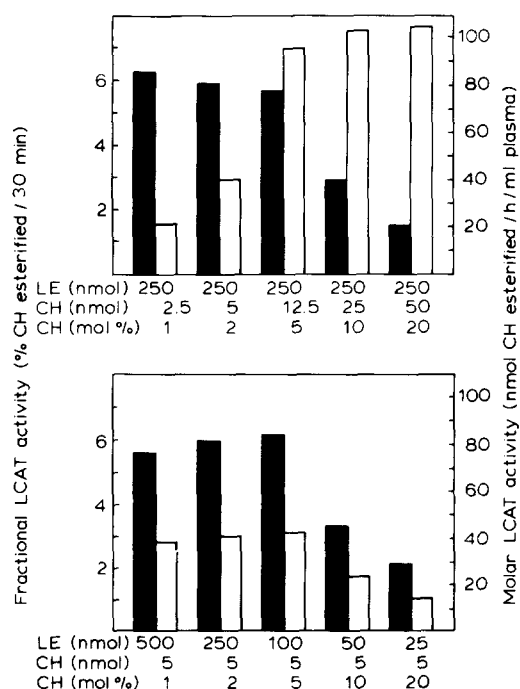 Fractional LCAT activity (% CH esterified / 30 min)
Molar LCAT activity (nmol CH esterified /h/ml plasma)
6
4
2
100
80
60
40
20
LE (nmol) 250 250 250 250 250
CH (nmol) 2.5 5 12.5 25 50
CH (mol %) 1 2 5 10 20
6
4
2
100
80
60
40
20
LE (nmol) 500 250 100 50 25
CH (nmol) 5 5 5 5 5
CH (mol %) 1 2 5 10 20